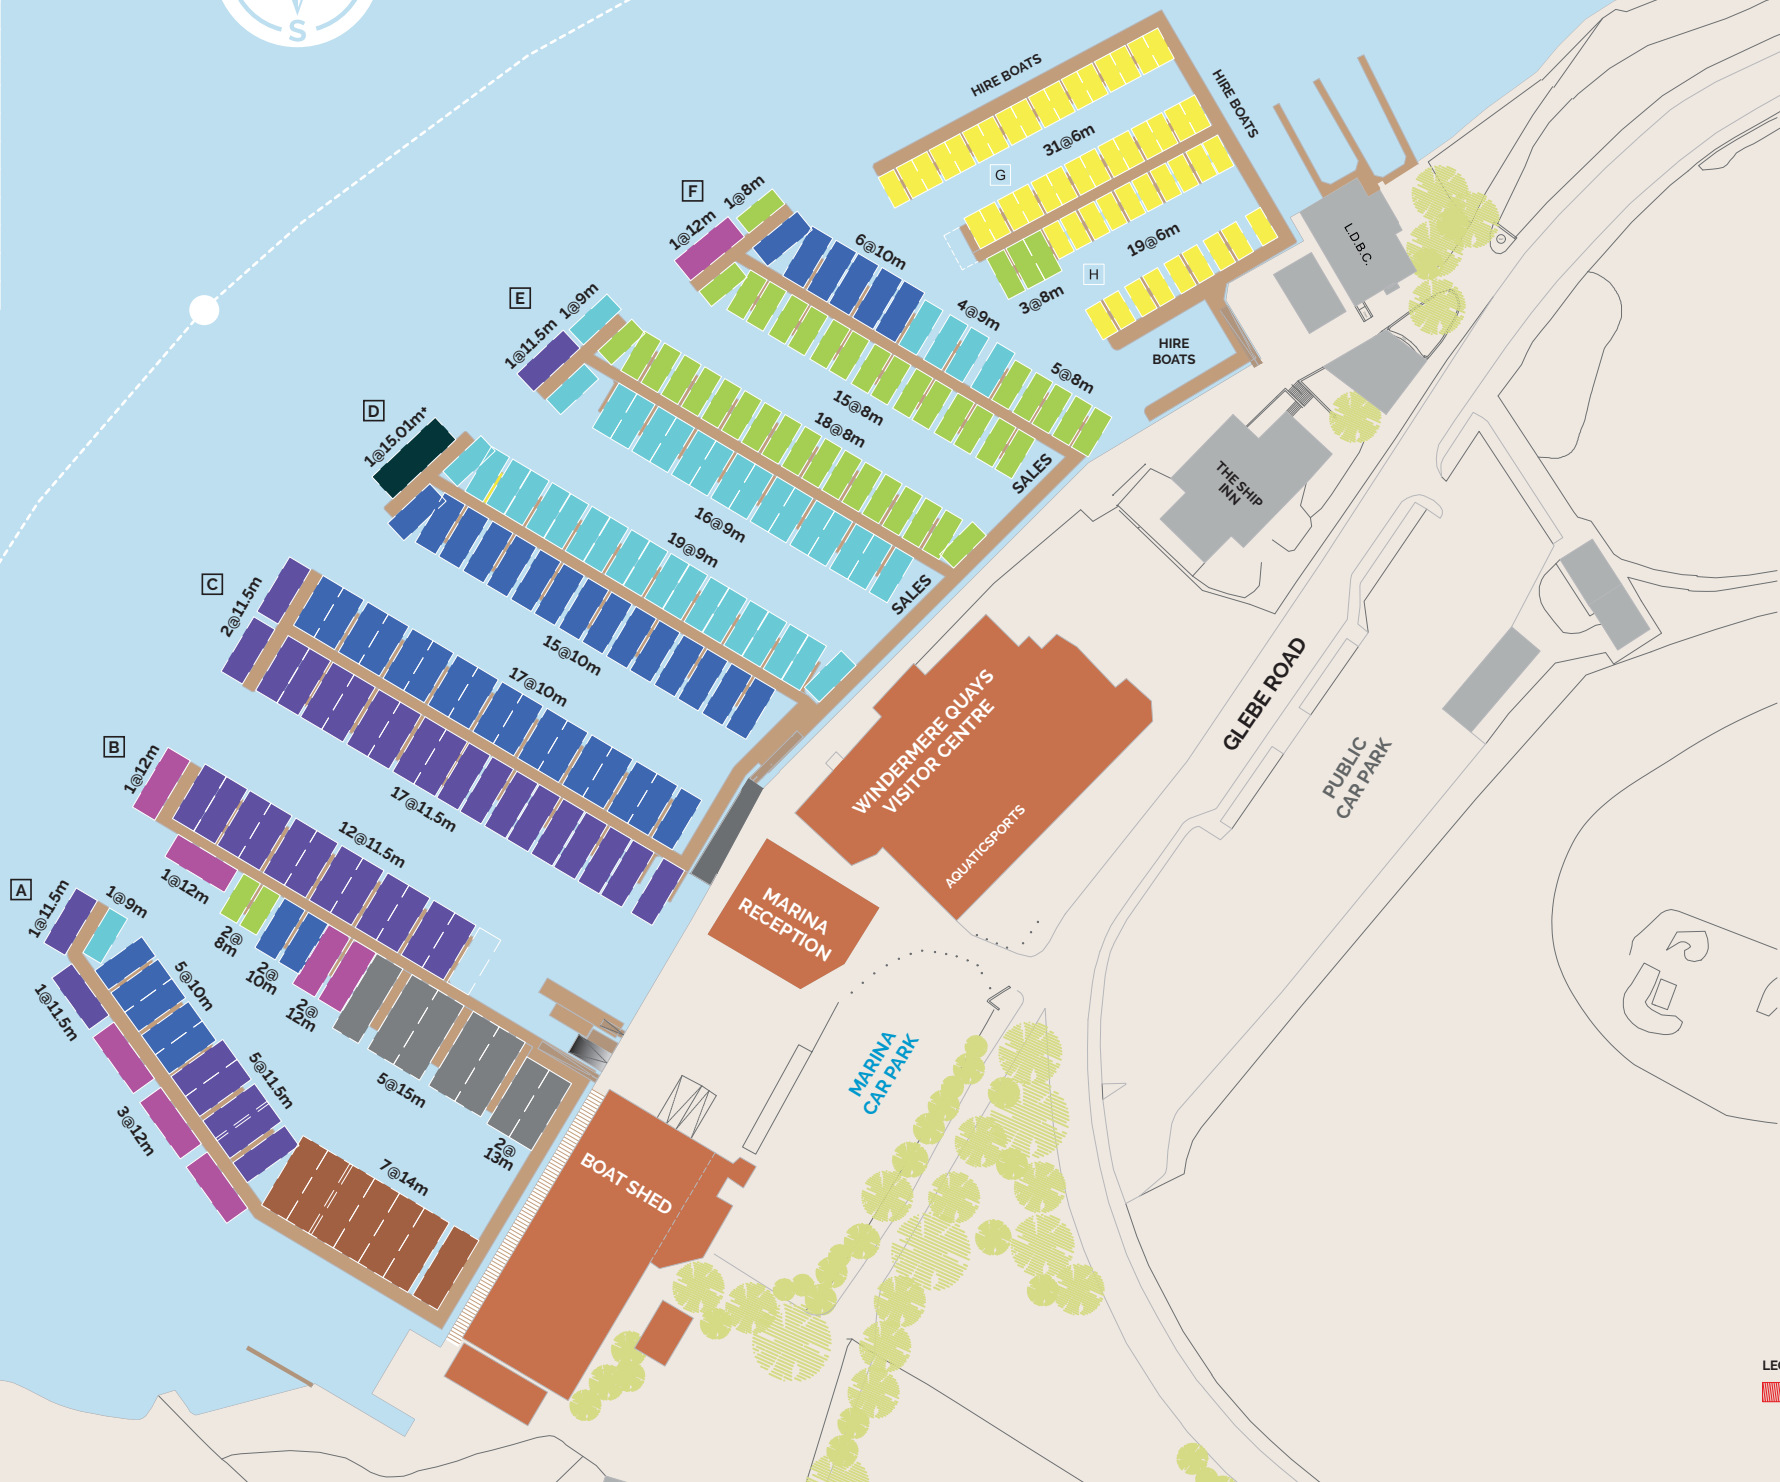 S
HIRE BOATS
HIRE BOATS
31@6m
G
19@6m
H
3@8m
HIRE
BOATS
L.D.B.C.
F
1@8m
1@12m
6@10m
4@9m
5@8m
15@8m
SALES
E
1@9m
1@11.5m
18@8m
16@9m
SALES
D
1@15.01m+
19@9m
15@10m
C
2@11.5m
17@10m
17@11.5m
B
1@12m
12@11.5m
1@12m
2@
8m
2@
10m
2@
12m
5@15m
2@
13m
A
1@11.5m
1@9m
5@10m
1@11.5m
5@11.5m
3@12m
7@14m
THE SHIP
INN
WINDERMERE QUAYS
VISITOR CENTRE
AQUATICSPORTS
MARINA
RECEPTION
GLEBE ROAD
PUBLIC
CAR PARK
MARINA
CAR PARK
BOAT SHED